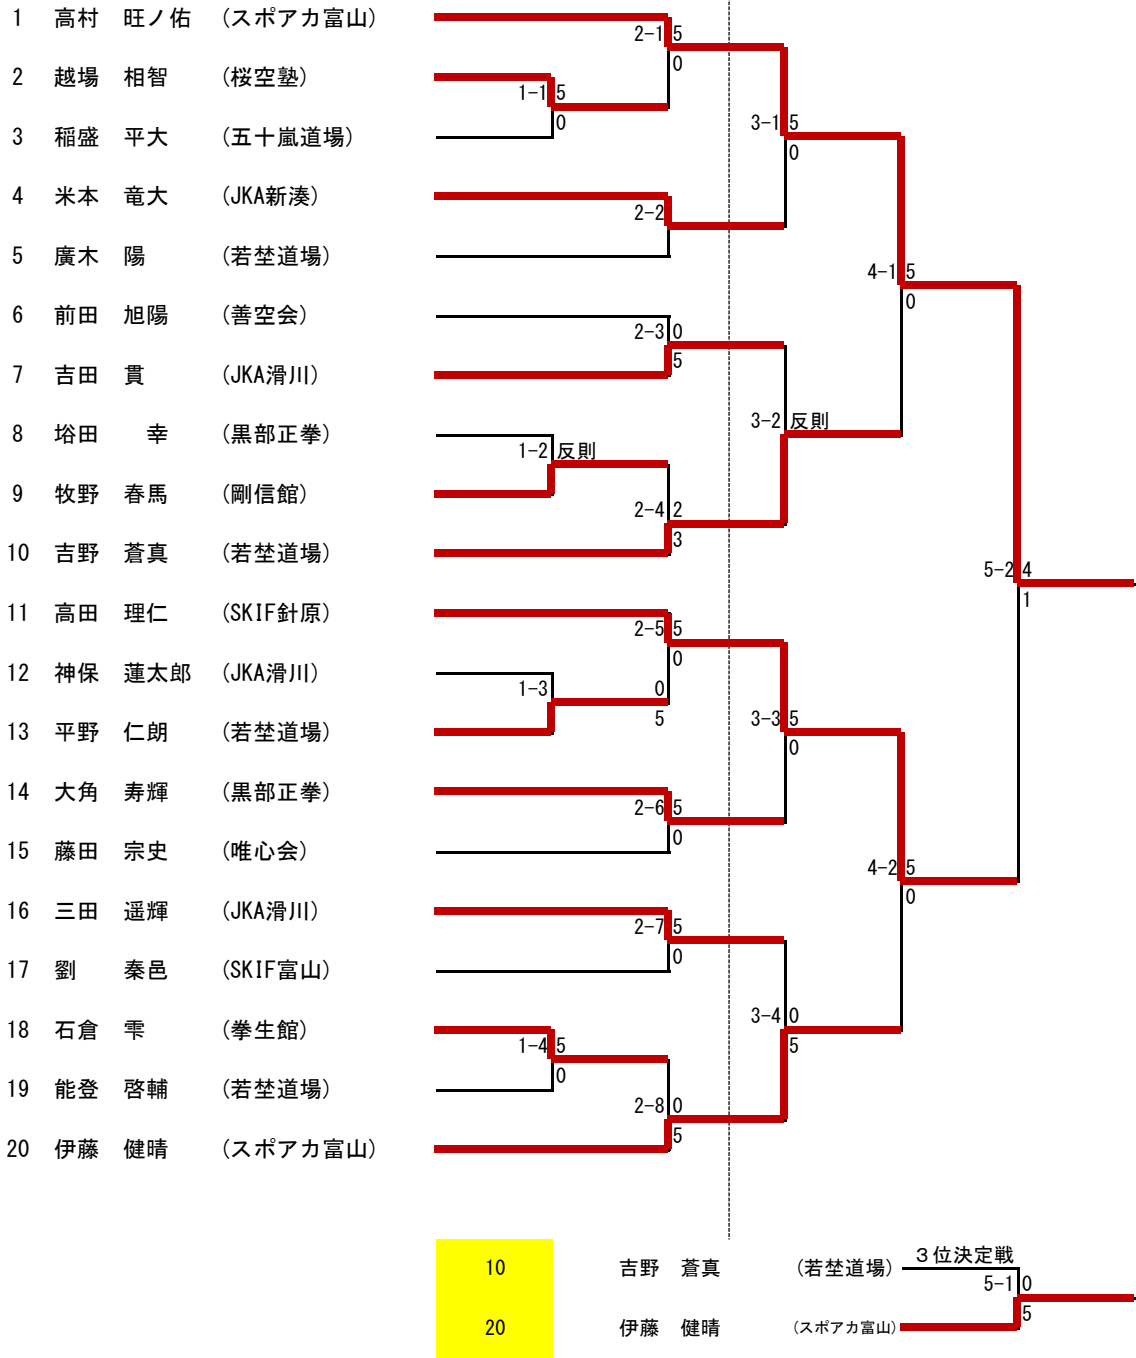 1 高村 旺ノ佑 (スポアカ富山)
2-1 5
0
2 越場 相智 (桜空塾)
1-1 5
0
3 稲盛 平大 (五十嵐道場)
3-1 5
0
4 米本 竜大 (JKA新湊)
2-2
5 廣木 陽 (若埜道場)
4-1 5
0
6 前田 旭陽 (善空会)
2-3 0
5
7 吉田 貫 (JKA滑川)
3-2 反則
8 埖田 幸 (黒部正拳)
1-2 反則
9 牧野 春馬 (剛信館)
2-4 2
3
10 吉野 蒼真 (若埜道場)
5-2 4
1
11 高田 理仁 (SKIF針原)
2-5 5
0
12 神保 蓮太郎 (JKA滑川)
1-3 0
5
13 平野 仁朗 (若埜道場)
3-3 5
0
14 大角 寿輝 (黒部正拳)
2-6 5
0
15 藤田 宗史 (唯心会)
4-2 5
0
16 三田 遥輝 (JKA滑川)
2-7 5
0
17 劉 秦邑 (SKIF富山)
3-4 0
5
18 石倉 雫 (拳生館)
1-4 5
0
19 能登 啓輔 (若埜道場)
2-8 0
5
20 伊藤 健晴 (スポアカ富山)
3位決定戦
10 吉野 蒼真 (若埜道場)
5-1 0
5
20 伊藤 健晴 (スポアカ富山)